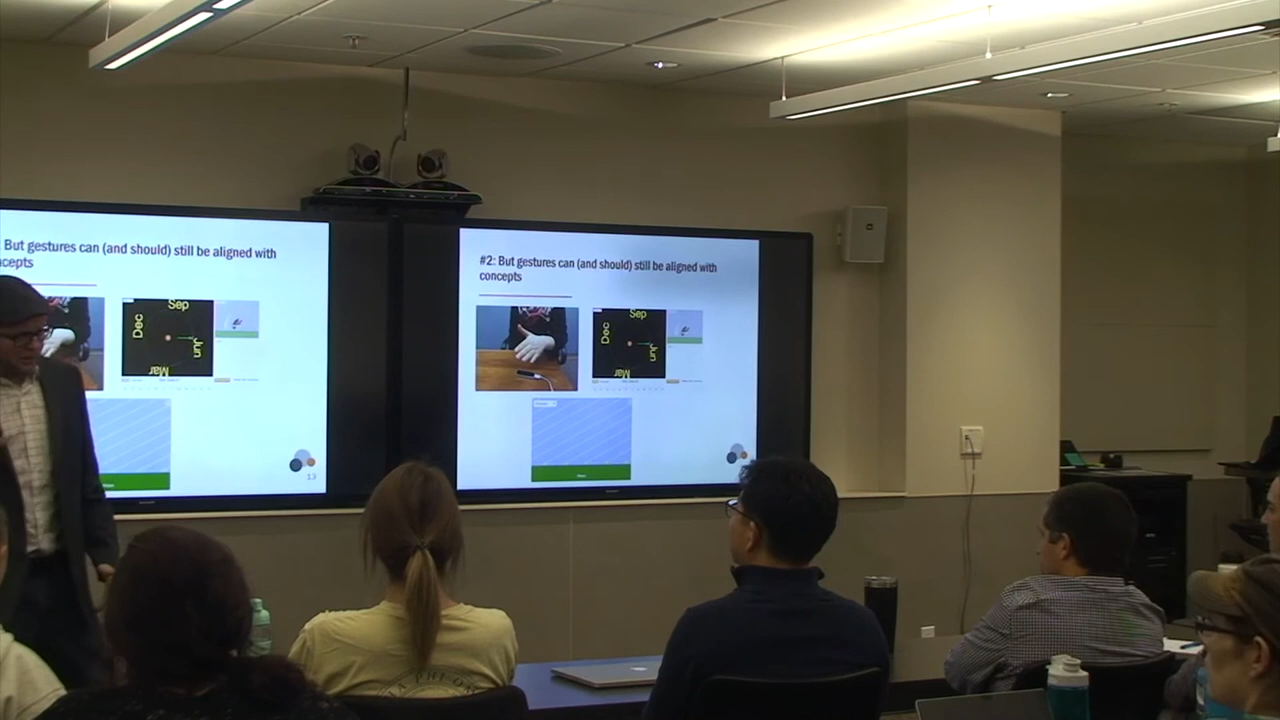 But gestures can (and should) still be aligned with
ncepts
Sep
Dec
Jun
Mar
13
#2: But gestures can (and should) still be aligned with
concepts
Sep
Dec
Jun
Mar